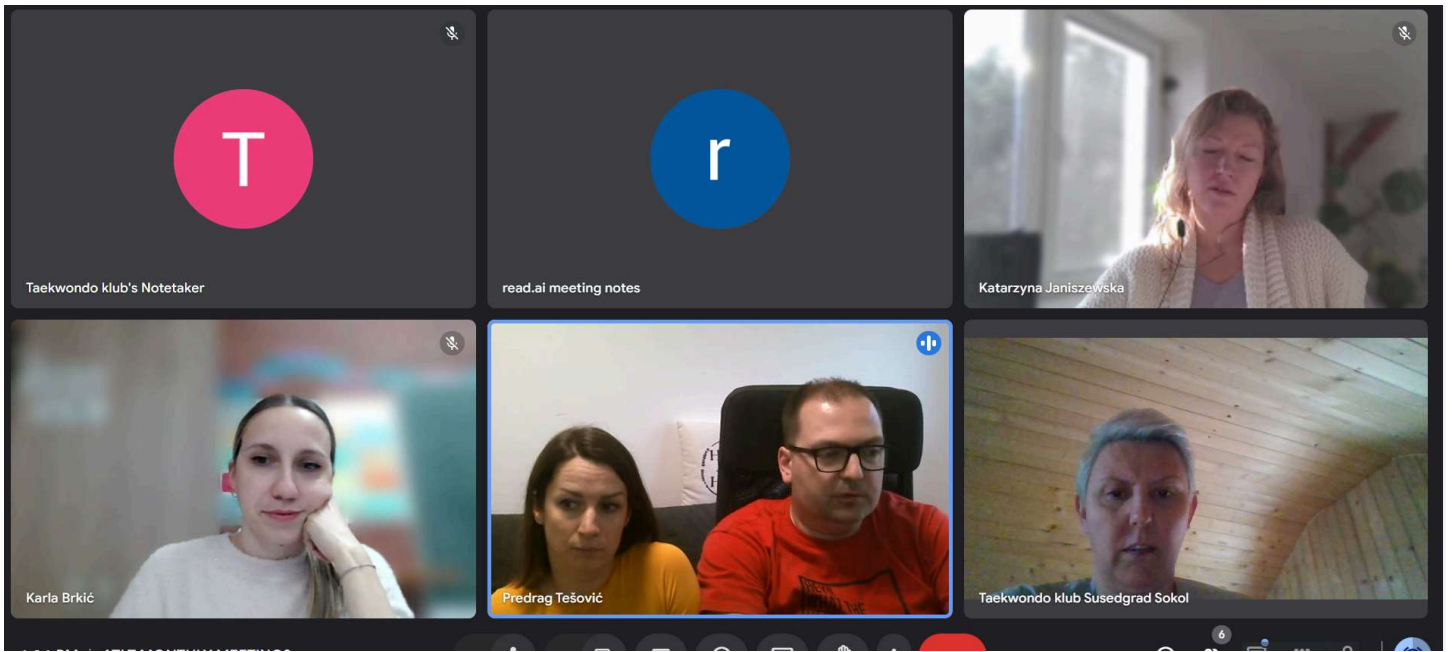 T
r
Taekwondo klub's Notetaker
read.ai meeting notes
Katarzyna Janiszewska
Karla Brkić
Predrag Tešović
Taekwondo klub Susedgrad Sokol
6